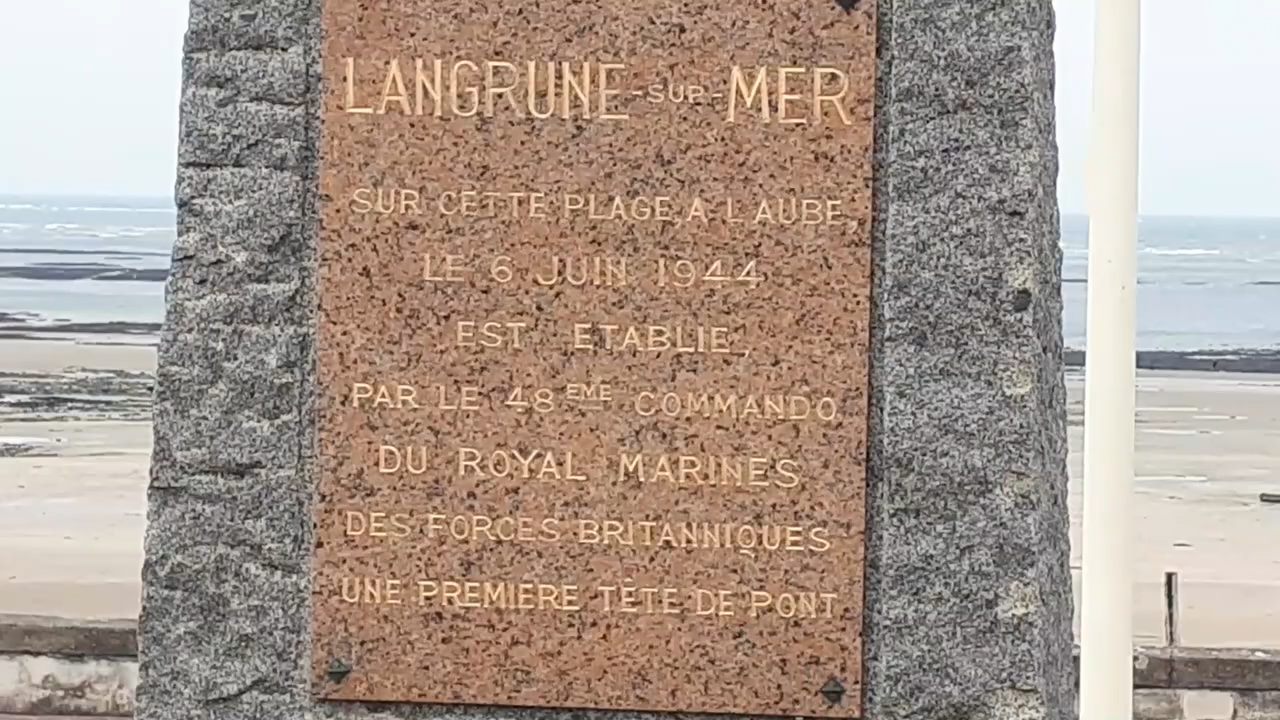 LANGRUNE-SUR-MER
SUR CETTE PLAGE, A L'AUBE,
LE 6 JUIN 1944
EST ETABLIE,
PAR LE 48EME COMMANDO
DU ROYAL MARINES
DES FORCES BRITANNIQUES
UNE PREMIERE TÊTE DE PONT